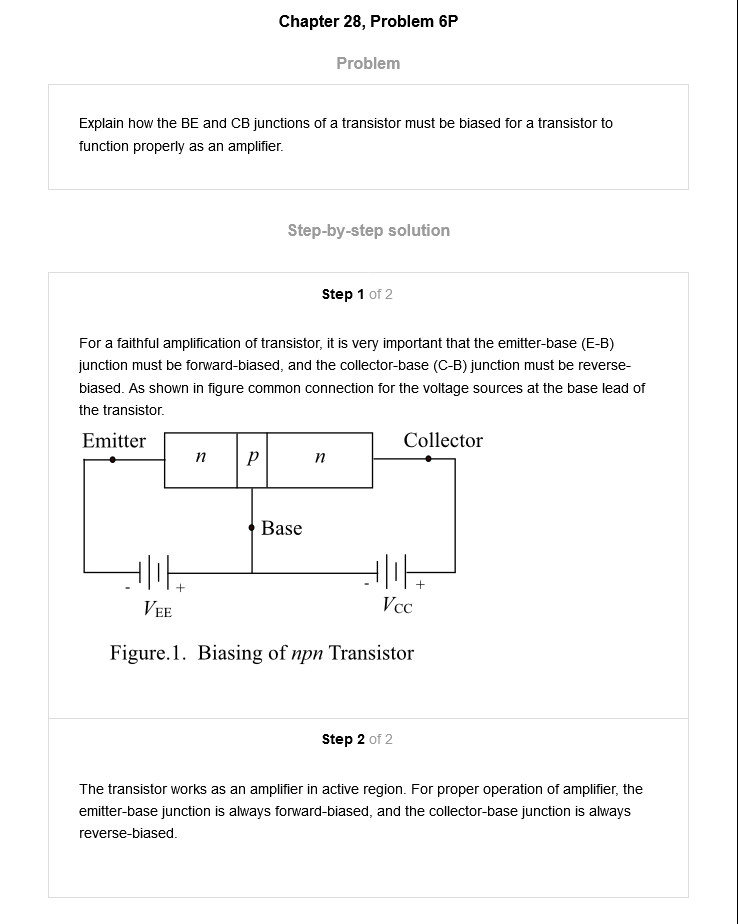 Chapter 28, Problem 6P
Problem
Explain how the BE and CB junctions of a transistor must be biased for a transistor to
function properly as an amplifier.
Step-by-step solution
Step 1 of 2
For a faithful amplification of transistor, it is very important that the emitter-base (E-B)
junction must be forward-biased, and the collector-base (C-B) junction must be reverse-
biased. As shown in figure common connection for the voltage sources at the base lead of
the transistor.
Emitter
Collector
n p n
Base
- +
- +
VEE
VCC
Figure.1. Biasing of npn Transistor
Step 2 of 2
The transistor works as an amplifier in active region. For proper operation of amplifier, the
emitter-base junction is always forward-biased, and the collector-base junction is always
reverse-biased.